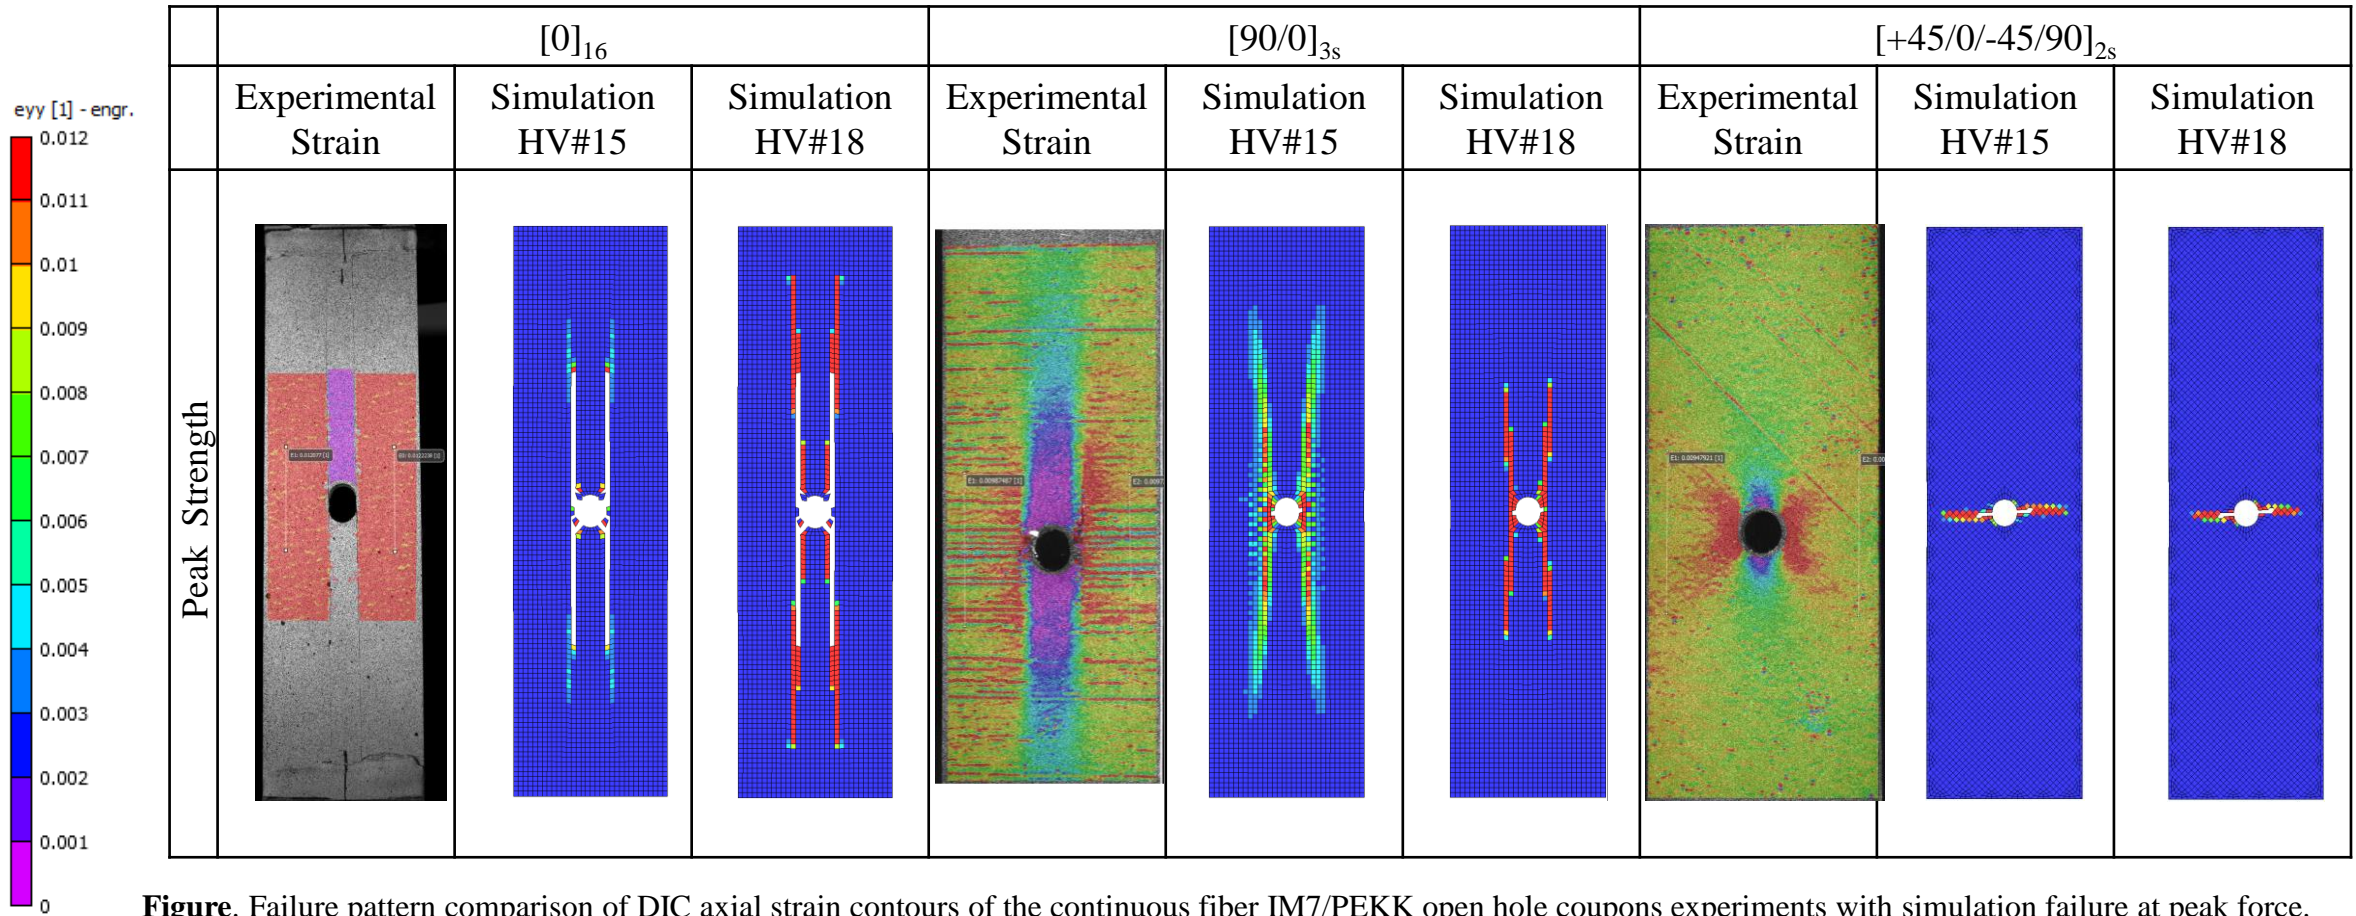 [0]16
[90/0]3s
[+45/0/-45/90]2s
Experimental Strain
Simulation HV#15
Simulation HV#18
Experimental Strain
Simulation HV#15
Simulation HV#18
Experimental Strain
Simulation HV#15
Simulation HV#18
eyy [1] - engr.
0.012
0.011
0.01
0.009
0.008
0.007
0.006
0.005
0.004
0.003
0.002
0.001
0
Peak Strength
Figure. Failure pattern comparison of DIC axial strain contours of the continuous fiber IM7/PEKK open hole coupons experiments with simulation failure at peak force.